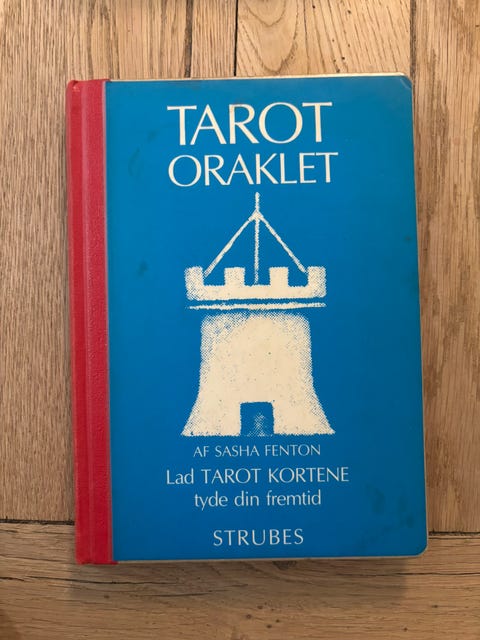 TAROT
ORAKLET
AF SASHA FENTON
Lad TAROT KORTENE
tyde din fremtid
STRUBES